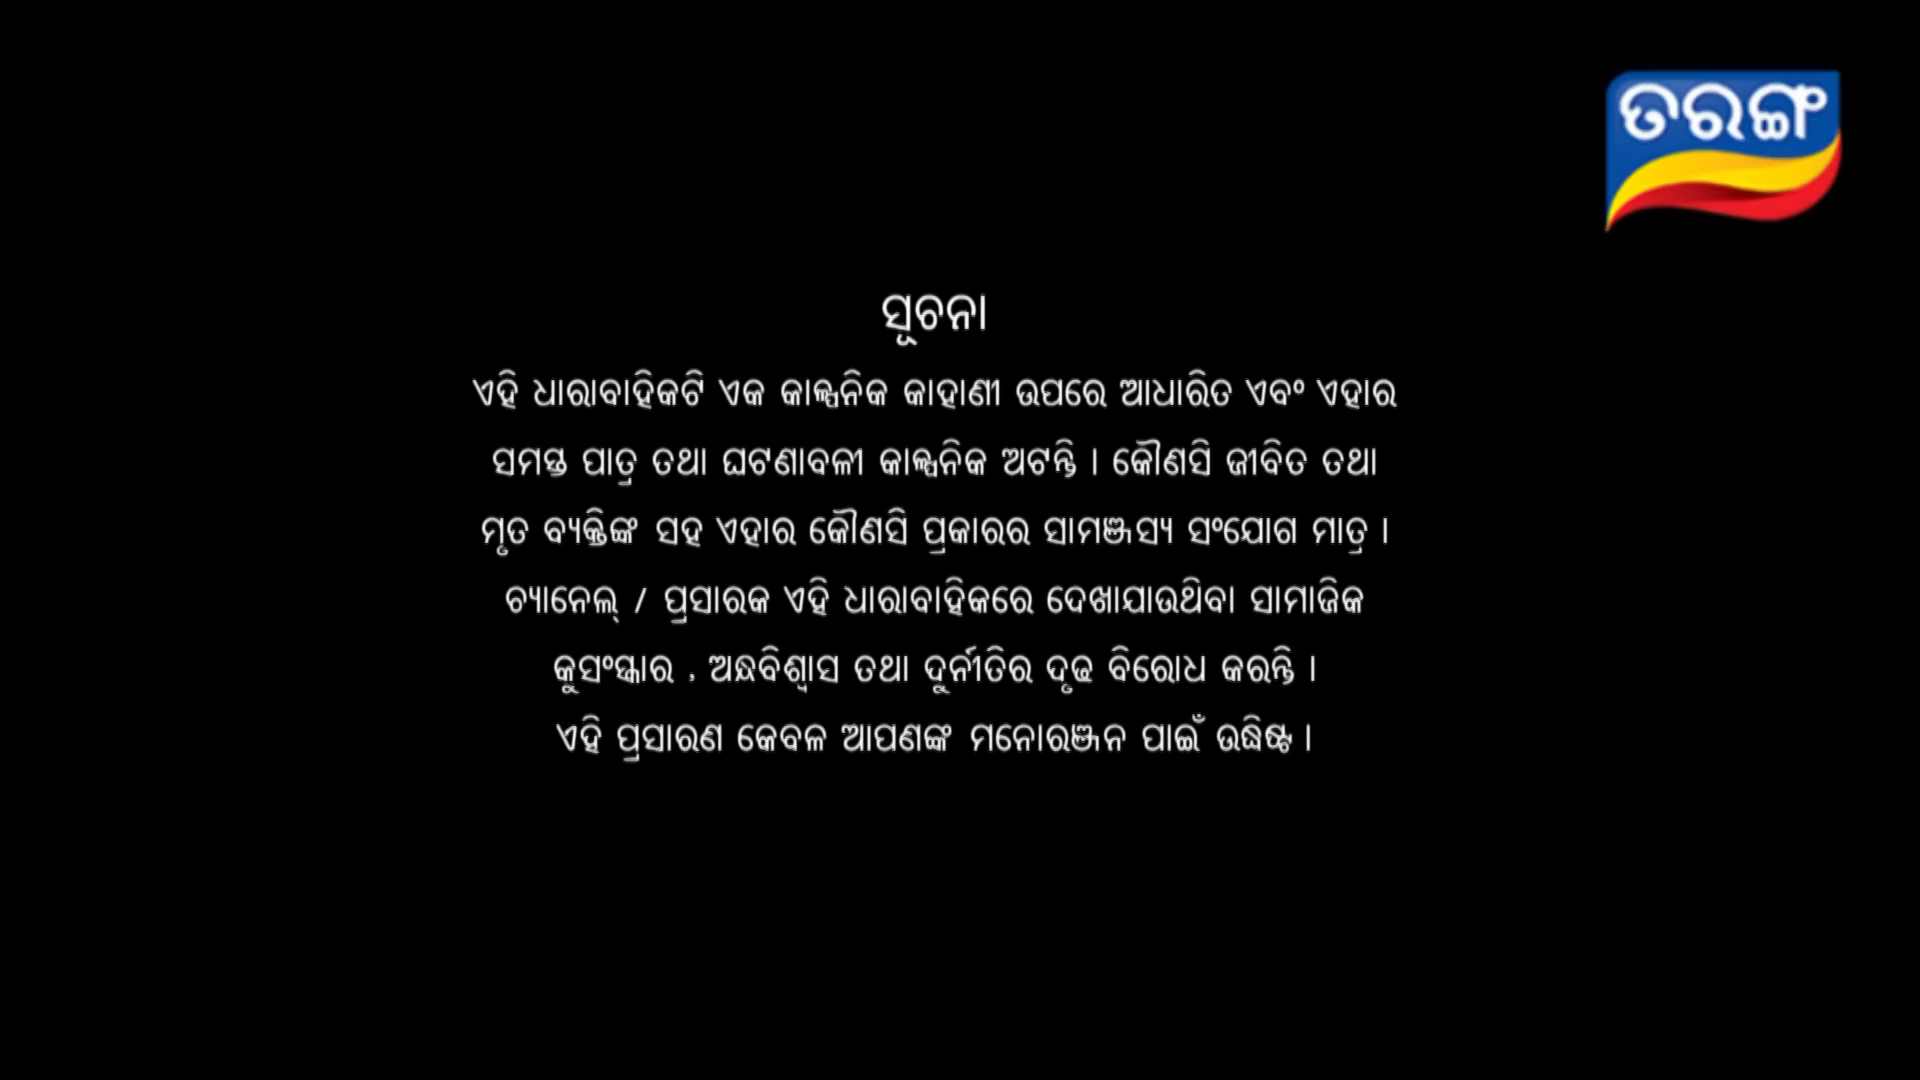 ତରଙ୍ଗ
ସୂଚନା
ଏହି ଧାରାବାହିକଟି ଏକ କାଳ୍ପନିକ କାହାଣୀ ଉପରେ ଆଧାରିତ ଏବଂ ଏହାର
ସମସ୍ତ ପାତ୍ର ତଥା ଘଟଣାବଳୀ କାଳ୍ପନିକ ଅଟନ୍ତି । କୌଣସି ଜୀବିତ ତଥା
ମୃତ ବ୍ୟକ୍ତିଙ୍କ ସହ ଏହାର କୌଣସି ପ୍ରକାରର ସାମଞ୍ଜସ୍ୟ ସଂଯୋଗ ମାତ୍ର ।
ଚ୍ୟାନେଲ୍ / ପ୍ରସାରକ ଏହି ଧାରାବାହିକରେ ଦେଖାଯାଉଥିବା ସାମାଜିକ
କୁସଂସ୍କାର , ଅନ୍ଧବିଶ୍ୱାସ ତଥା ଦୁର୍ନୀତିର ଦୃଢ ବିରୋଧ କରନ୍ତି ।
ଏହି ପ୍ରସାରଣ କେବଳ ଆପଣଙ୍କ ମନୋରଞ୍ଜନ ପାଇଁ ଉଦ୍ଧିଷ୍ଟ ।